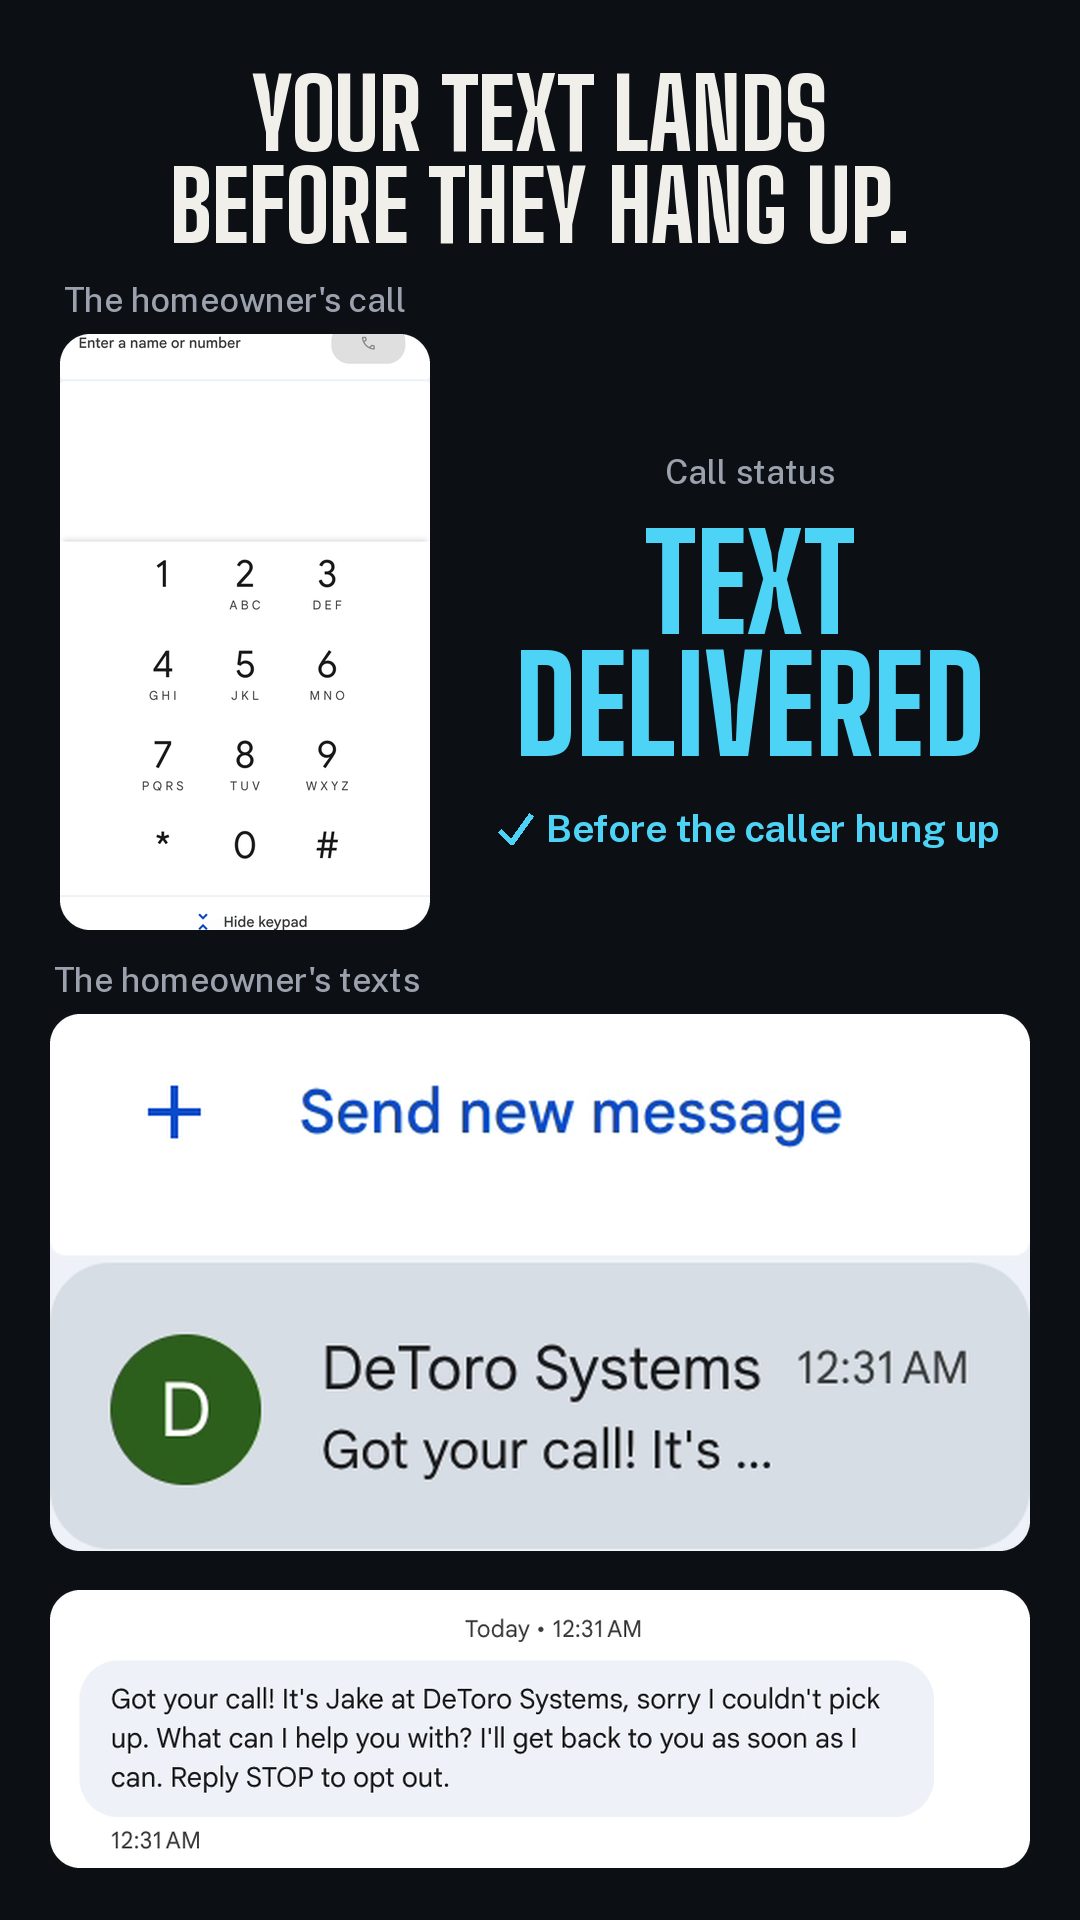 YOUR TEXT LANDS
BEFORE THEY HANG UP.
The homeowner's call
Enter a name or number
1 2 3
ABC DEF
4 5 6
GHI JKL MNO
7 8 9
PQRS TUV WXYZ
* 0 #
Hide keypad
Call status
TEXT
DELIVERED
✓ Before the caller hung up
The homeowner's texts
+ Send new message
D
DeToro Systems 12:31 AM
Got your call! It's ...
Today • 12:31 AM
Got your call! It's Jake at DeToro Systems, sorry I couldn't pick
up. What can I help you with? I'll get back to you as soon as I
can. Reply STOP to opt out.
12:31 AM